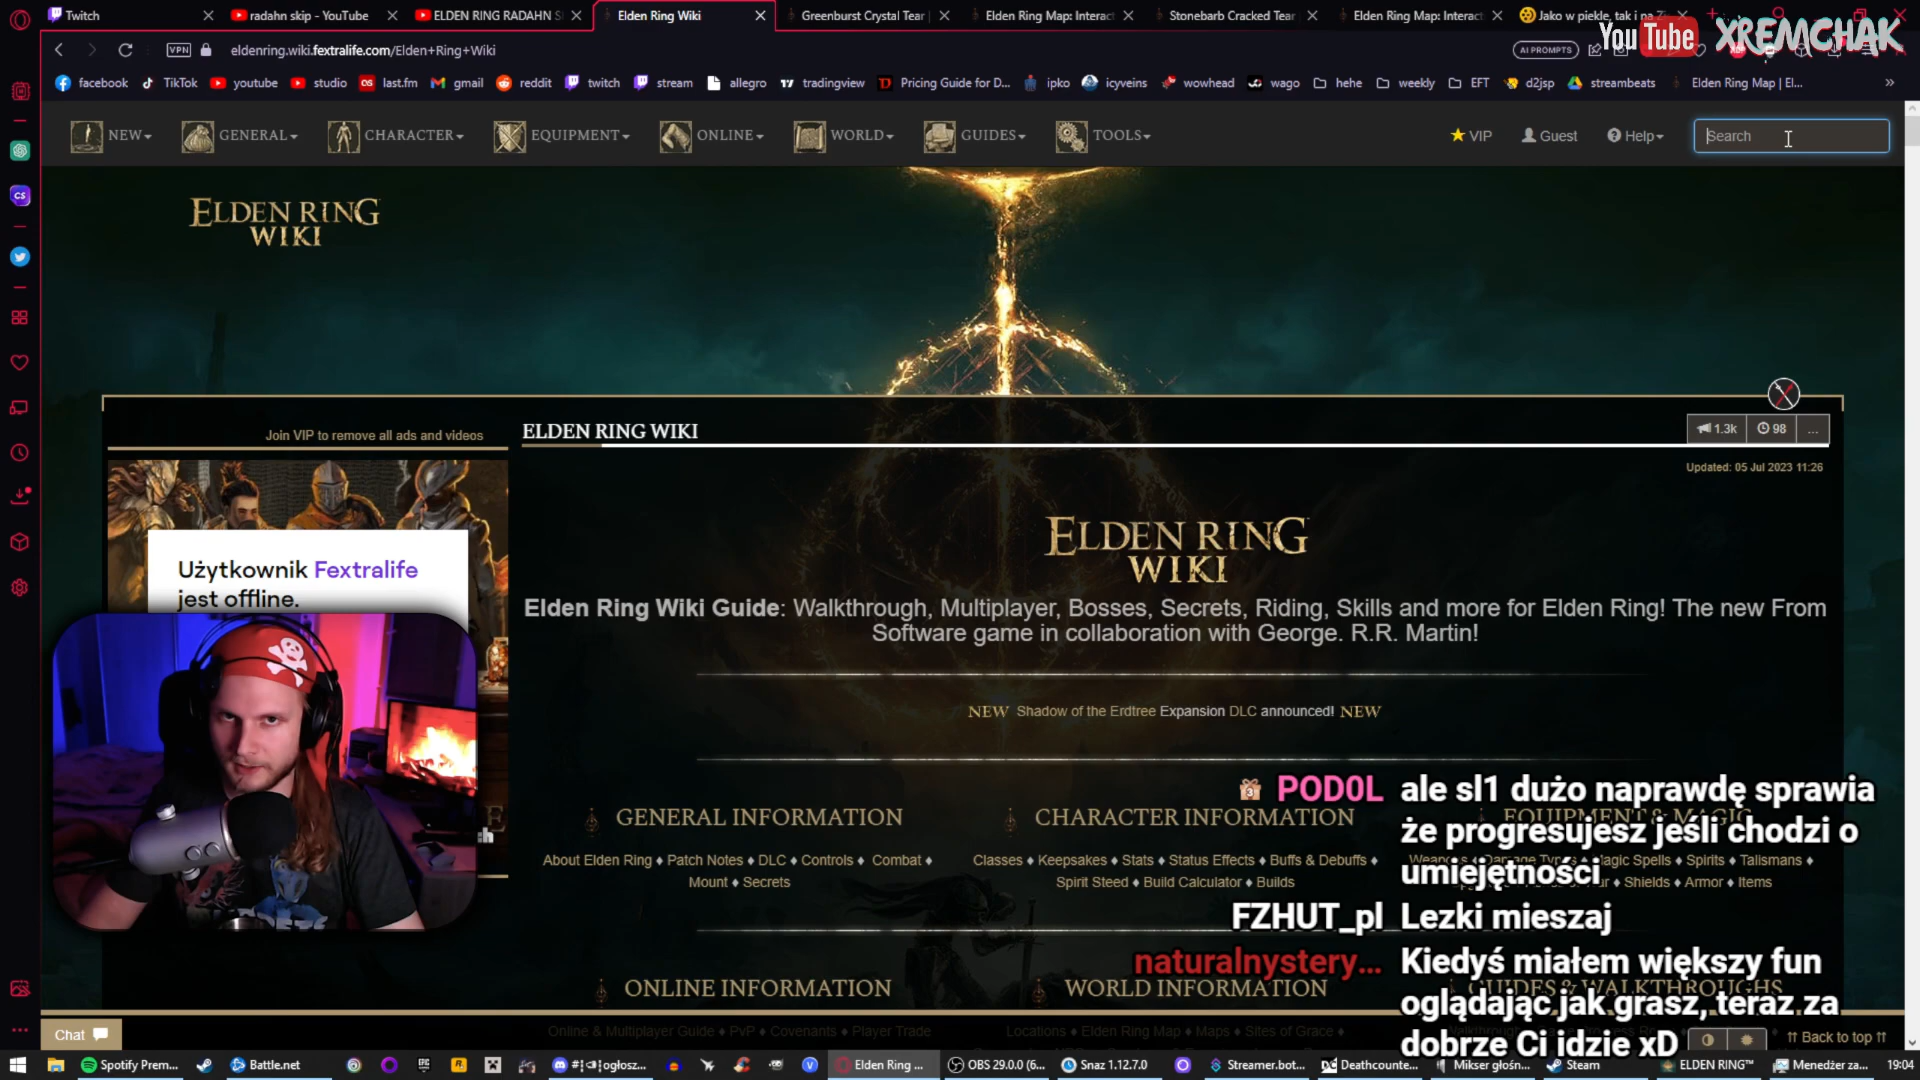 Twitch
radahn skip - YouTube
ELDEN RING RADAHN S
Elden Ring Wiki
Greenburst Crystal Tear
Elden Ring Map: Interact
Stonebarb Cracked Tear
Elden Ring Map: Interact
Jako w piekle, tak i na Z
YouTube XREMCHAK
VPN eldenring.wiki.fextralife.com/Elden+Ring+Wiki
AI PROMPTS
facebook TikTok youtube studio last.fm gmail reddit twitch stream allegro tradingview Pricing Guide for D... ipko icyveins wowhead wago hehe weekly EFT d2jsp streambeats Elden Ring Map | El... »
NEW GENERAL CHARACTER EQUIPMENT ONLINE WORLD GUIDES TOOLS VIP Guest Help Search
CS
ELDEN RING
WIKI
Join VIP to remove all ads and videos
ELDEN RING WIKI
1.3k 98 ...
Updated: 05 Jul 2023 11:26
Użytkownik Fextralife
jest offline.
ELDEN RING
WIKI
Elden Ring Wiki Guide: Walkthrough, Multiplayer, Bosses, Secrets, Riding, Skills and more for Elden Ring! The new From
Software game in collaboration with George. R.R. Martin!
NEW Shadow of the Erdtree Expansion DLC announced! NEW
GENERAL INFORMATION
About Elden Ring ♦ Patch Notes ♦ DLC ♦ Controls ♦ Combat ♦
Mount ♦ Secrets
CHARACTER INFORMATION
Classes ♦ Keepsakes ♦ Stats ♦ Status Effects ♦ Buffs & Debuffs ♦
Spirit Steed ♦ Build Calculator ♦ Builds
EQUIPMENT & MAGIC
Magic Spells ♦ Spirits ♦ Talismans ♦
♦ Shields ♦ Armor ♦ Items
POD0L ale sl1 dużo naprawdę sprawia
że progresujesz jeśli chodzi o
umiejętności
FZHUT_pl Lezki mieszaj
naturalnystery... Kiedyś miałem większy fun
oglądając jak grasz, teraz za
dobrze Ci idzie xD
ONLINE INFORMATION
Online & Multiplayer Guide ♦ PvP ♦ Covenants ♦ Player Trade
WORLD INFORMATION
Locations ♦ Elden Ring Map ♦ Maps ♦ Sites of Grace ♦
GUIDES & WALKTHROUGHS
Chat
Back to top
Spotify Prem... Battle.net #!ogłosz... Elden Ring ... OBS 29.0.0 (6... Snaz 1.12.7.0 Streamer.bot... Deathcounte... Mikser głośn... Steam ELDEN RING™ Menedżer za... 19:04